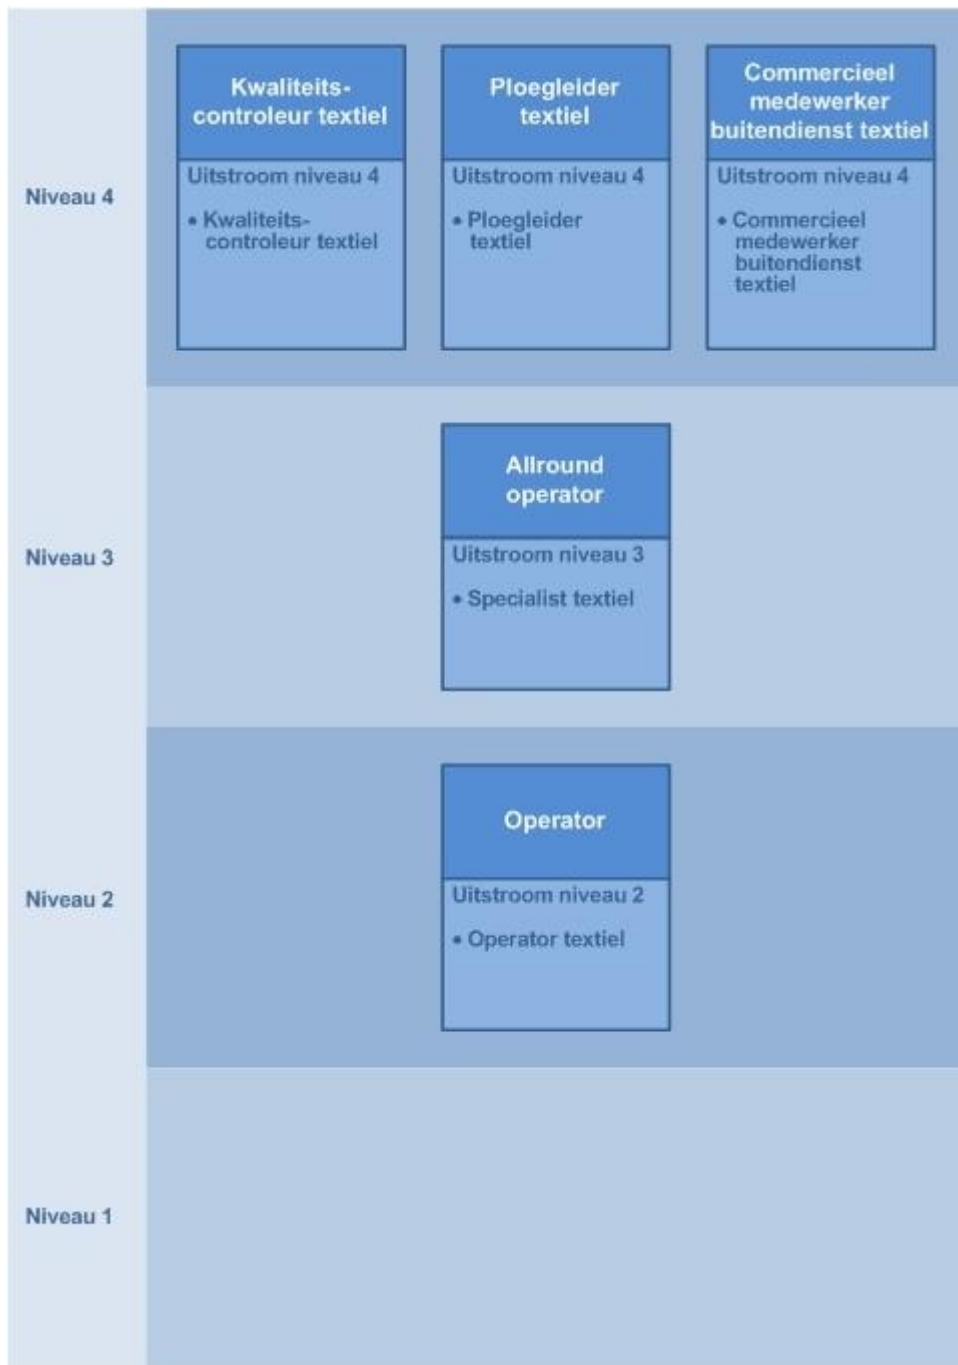 Niveau 4
Kwaliteits-
controleur textiel
Uitstroom niveau 4
• Kwaliteits-
controleur textiel
Ploegleider
textiel
Uitstroom niveau 4
• Ploegleider
textiel
Commercieel
medewerker
buitendienst textiel
Uitstroom niveau 4
• Commercieel
medewerker
buitendienst
textiel
Niveau 3
Allround
operator
Uitstroom niveau 3
• Specialist textiel
Niveau 2
Operator
Uitstroom niveau 2
• Operator textiel
Niveau 1